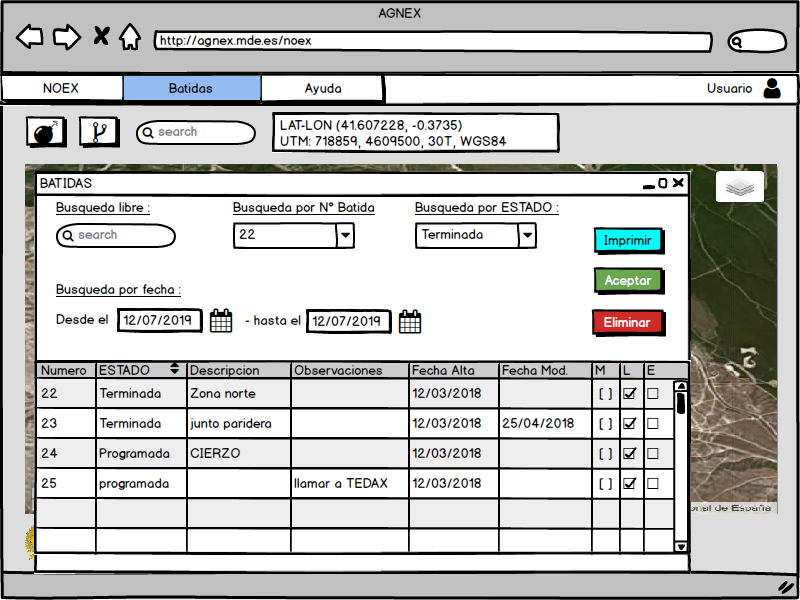 AGNEX
http://agnex.mde.es/noex
NOEX Batidas Ayuda Usuario
search
LAT-LON (41.607228, -0.3735)
UTM: 718859, 4609500, 30T, WGS84
BATIDAS
Busqueda libre : Busqueda por Nº Batida Busqueda por ESTADO :
search 22 Terminada Imprimir
Aceptar
Busqueda por fecha :
Desde el 12/07/2019 - hasta el 12/07/2019 Eliminar
Numero ESTADO Descripcion Observaciones Fecha Alta Fecha Mod. M L E
22 Terminada Zona norte 12/03/2018 [ ]
23 Terminada junto paridera 12/03/2018 25/04/2018 [ ]
24 Programada CIERZO 12/03/2018 [ ]
25 programada llamar a TEDAX 12/03/2018 [ ]
onal de España